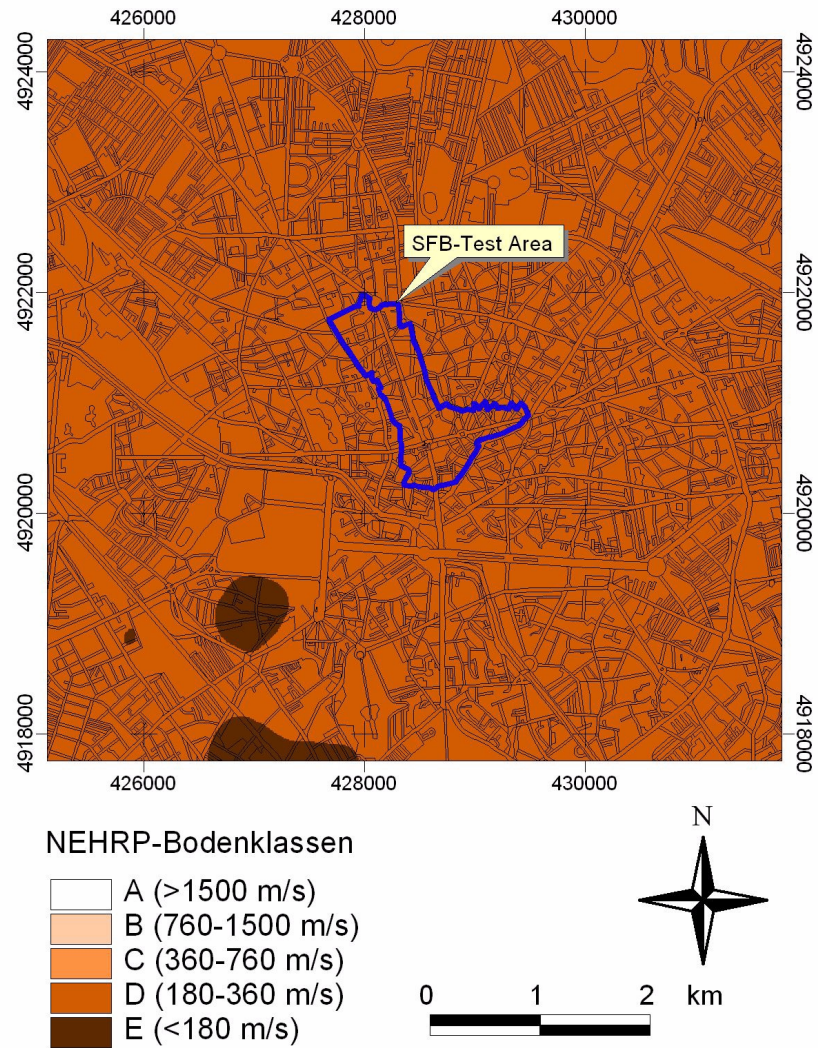 426000 428000 430000
4924000 4924000
SFB-Test Area
4922000 4922000
4920000 4920000
4918000 4918000
426000 428000 430000
NEHRP-Bodenklassen
A (>1500 m/s)
B (760-1500 m/s)
C (360-760 m/s)
D (180-360 m/s)
E (<180 m/s)
N
0 1 2 km